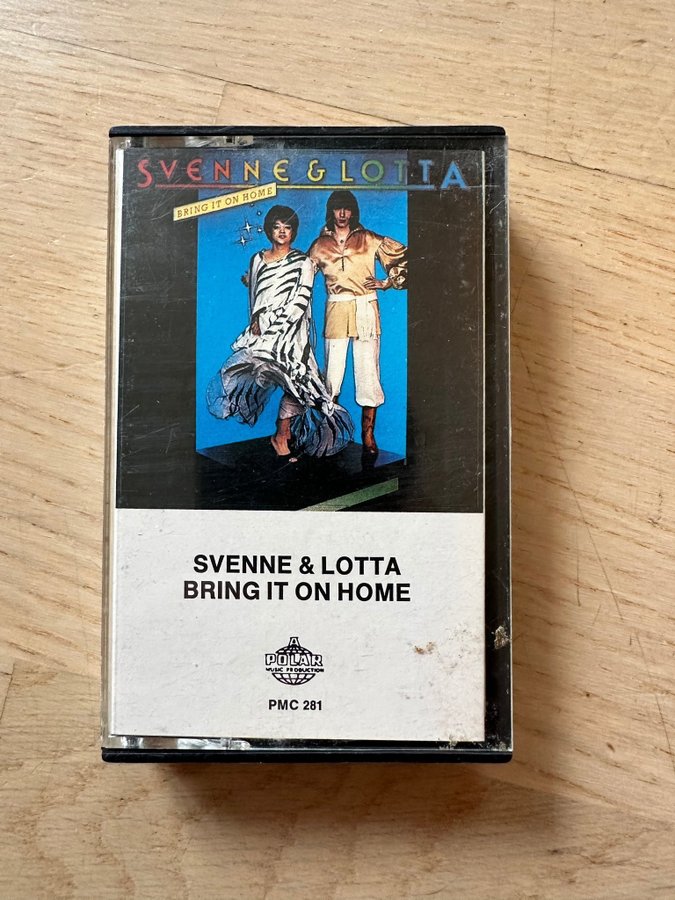 SVENNE & LOTTA
BRING IT ON HOME
SVENNE & LOTTA
BRING IT ON HOME
A
POLAR
MUSIC PRODUCTION
PMC 281